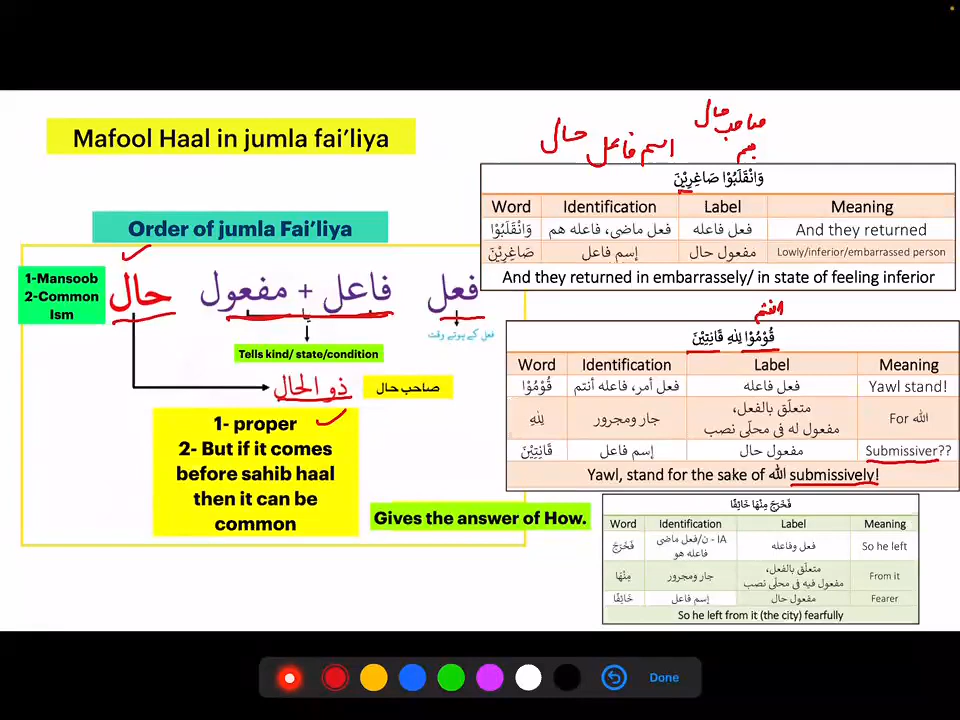 Mafool Haal in jumla fai’liya
Order of jumla Fai’liya
1-Mansoob
2-Common
Ism
فعل فاعل + مفعول حال
یا
فعل کے ہوتے وقت
Tells kind/ state/condition
ذو الحال
صاحب حال
1- proper
2- But if it comes
before sahib haal
then it can be
common
Gives the answer of How.
صاحب حال
هم
اسم فاعل
حال
وَانْقَلَبُوْا صَاغِرِيْنَ
Word Identification Label Meaning
وَانْقَلَبُوْا فعل ماضى، فاعله هم فعل فاعله And they returned
صَاغِرِيْنَ إسم فاعل مفعول حال Lowly/inferior/embarrassed person
And they returned in embarrassely/ in state of feeling inferior
انتم
قُوْمُوْا لِلّٰهِ قَانِتِيْنَ
Word Identification Label Meaning
قُوْمُوْا فعل أمر، فاعله أنتم فعل فاعله Yawl stand!
لِلّٰهِ جار ومجرور متعلّق بالفعل، For الله
مفعول له فى محلّى نصب
قَانِتِيْنَ إسم فاعل مفعول حال Submissiver??
Yawl, stand for the sake of الله submissively!
فَخَرَجَ مِنْهَا خَائِفًا
Word Identification Label Meaning
فَخَرَجَ IA - ن/فعل ماضى فعل وفاعله So he left
فاعله هو
مِنْهَا جار ومجرور متعلّق بالفعل، From it
مفعول فيه فى محلّى نصب
خَائِفًا إسم فاعل مفعول حال Fearer
So he left from it (the city) fearfully
Done